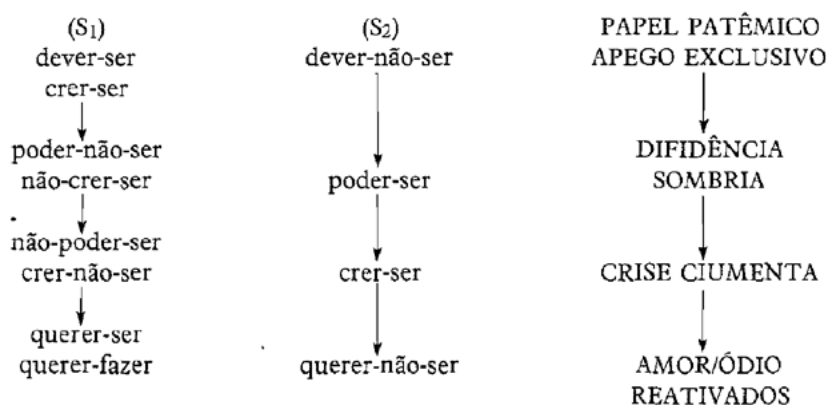 (S1) (S2) PAPEL PATÊMICO
dever-ser dever-não-ser APEGO EXCLUSIVO
crer-ser
poder-não-ser DIFIDÊNCIA
não-crer-ser poder-ser SOMBRIA
não-poder-ser
crer-não-ser crer-ser CRISE CIUMENTA
querer-ser
querer-fazer querer-não-ser AMOR/ÓDIO
REATIVADOS